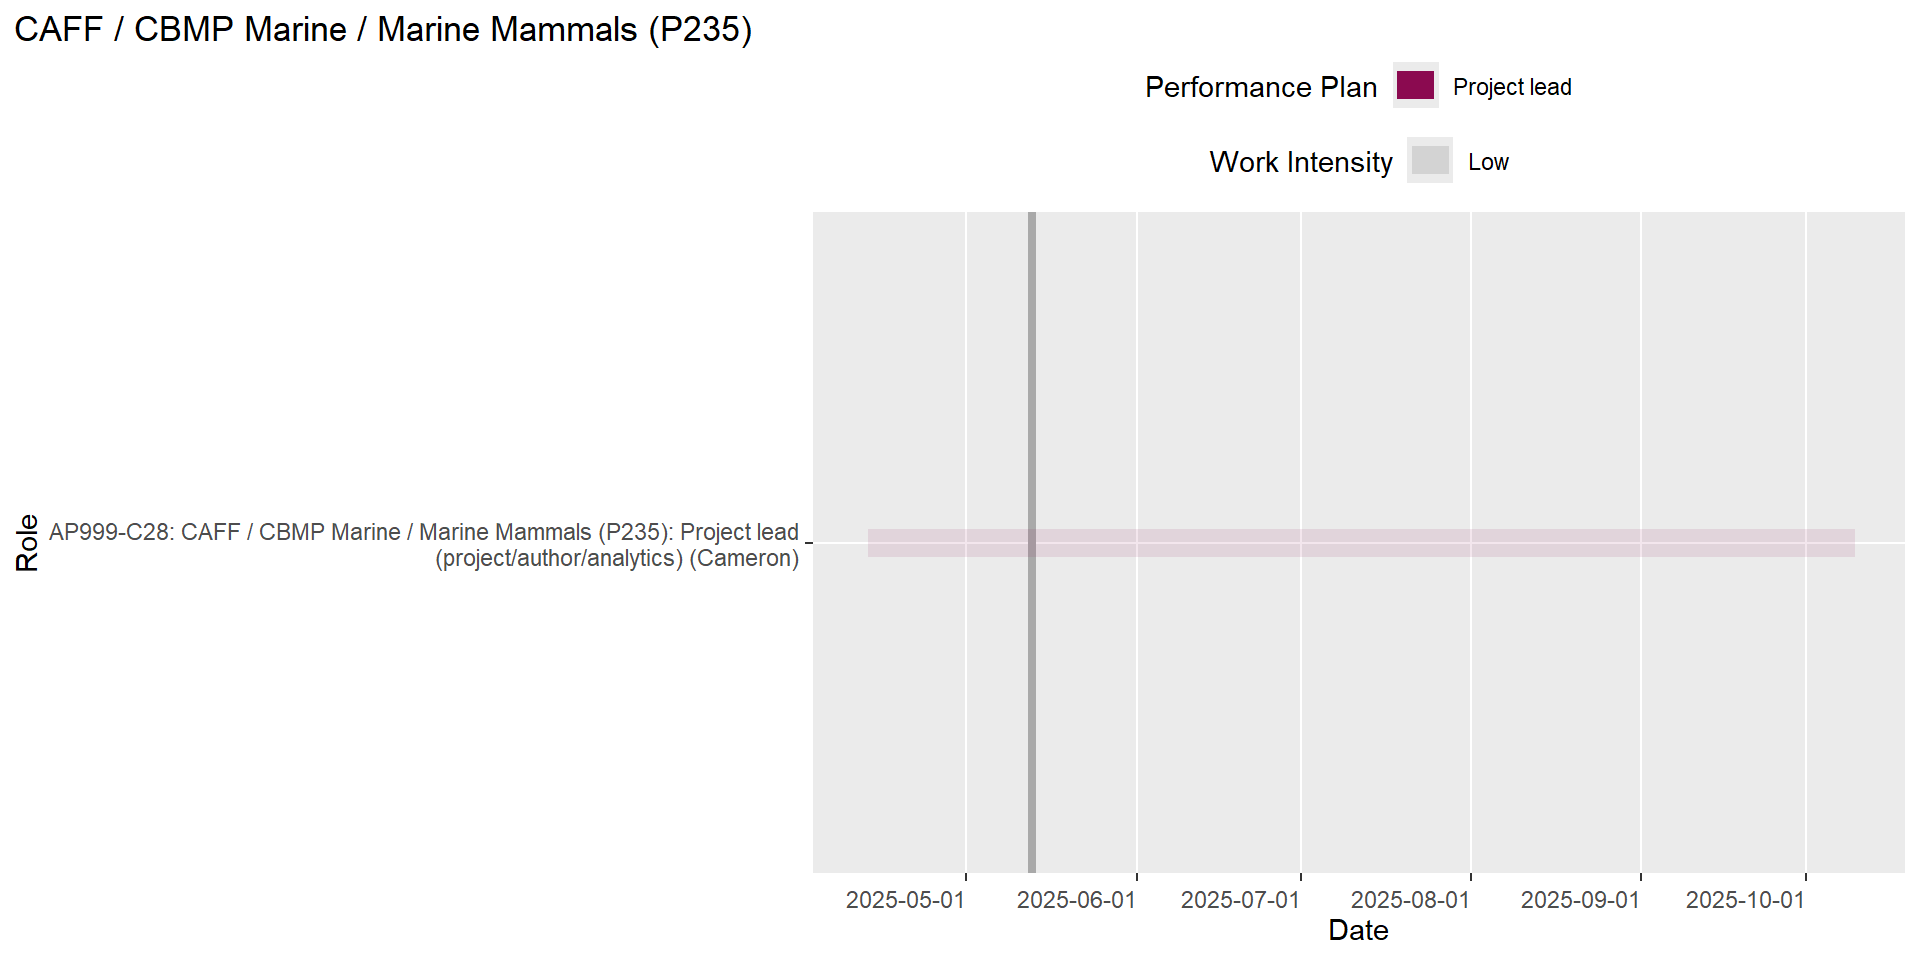 CAFF / CBMP Marine / Marine Mammals (P235)
Performance Plan
Project lead
Work Intensity
Low
Role
AP999-C28: CAFF / CBMP Marine / Marine Mammals (P235): Project lead
(project/author/analytics) (Cameron)
2025-05-01
2025-06-01
2025-07-01
2025-08-01
2025-09-01
2025-10-01
Date